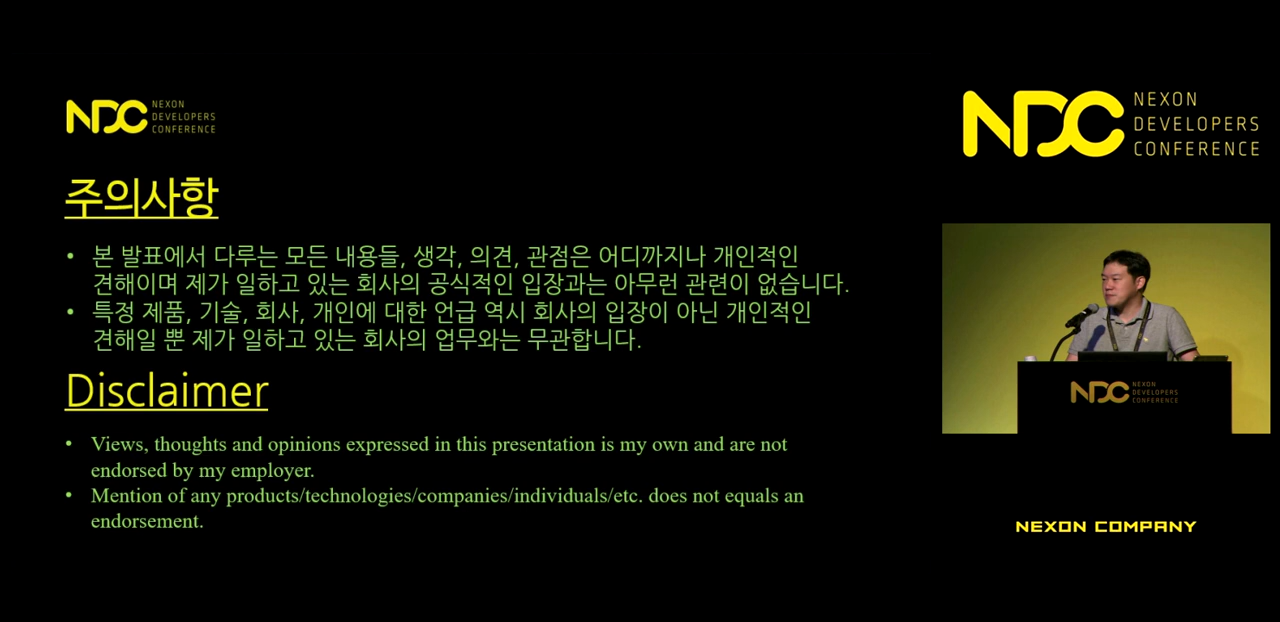 NDC NEXON
DEVELOPERS
CONFERENCE
주의사항
• 본 발표에서 다루는 모든 내용들, 생각, 의견, 관점은 어디까지나 개인적인
견해이며 제가 일하고 있는 회사의 공식적인 입장과는 아무런 관련이 없습니다.
• 특정 제품, 기술, 회사, 개인에 대한 언급 역시 회사의 입장이 아닌 개인적인
견해일 뿐 제가 일하고 있는 회사의 업무와는 무관합니다.
Disclaimer
• Views, thoughts and opinions expressed in this presentation is my own and are not
endorsed by my employer.
• Mention of any products/technologies/companies/individuals/etc. does not equals an
endorsement.
NDC NEXON
DEVELOPERS
CONFERENCE
NDC NEXON
DEVELOPERS
CONFERENCE
NEXON COMPANY